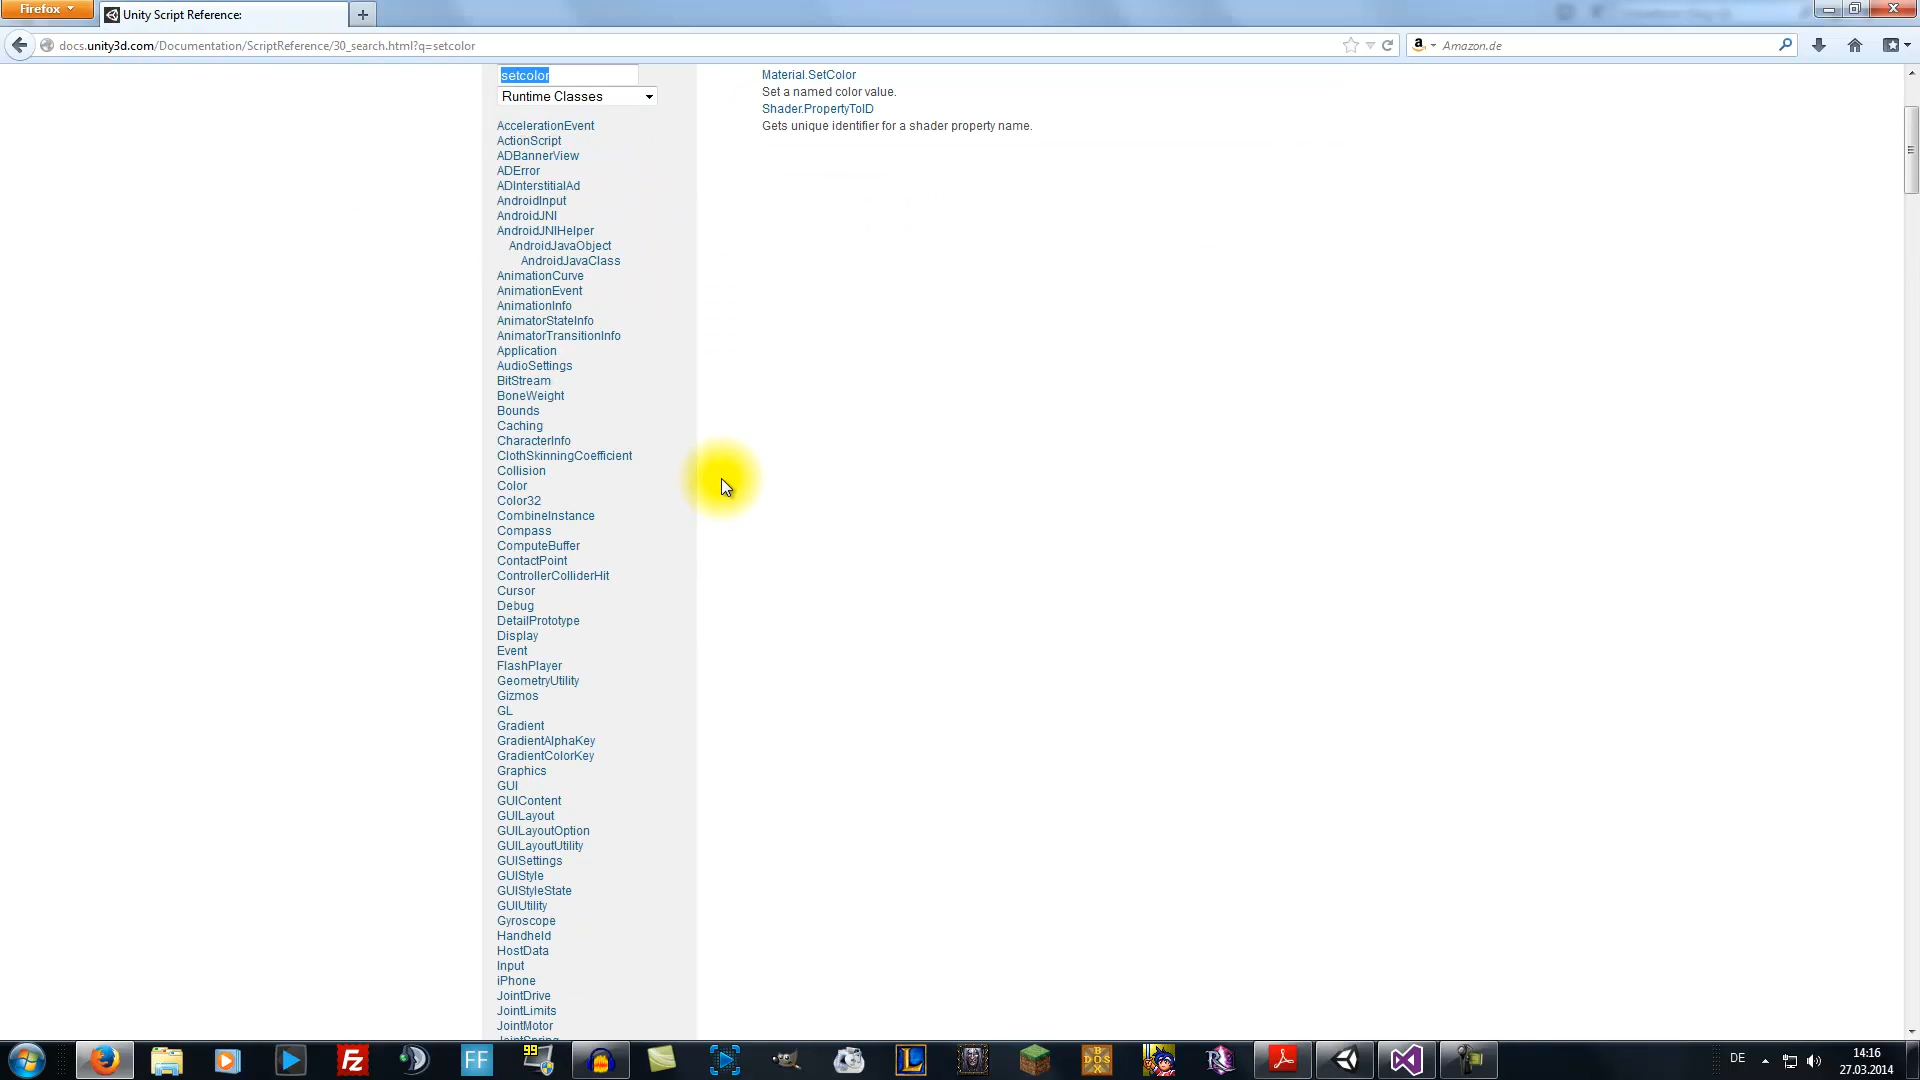 Firefox
Unity Script Reference:
docs.unity3d.com/Documentation/ScriptReference/30_search.html?q=setcolor
Amazon.de
setcolor
Runtime Classes
Material.SetColor
Set a named color value.
Shader.PropertyToID
Gets unique identifier for a shader property name.
AccelerationEvent
ActionScript
ADBannerView
ADError
ADInterstitialAd
AndroidInput
AndroidJNI
AndroidJNIHelper
AndroidJavaObject
AndroidJavaClass
AnimationCurve
AnimationEvent
AnimationInfo
AnimatorStateInfo
AnimatorTransitionInfo
Application
AudioSettings
BitStream
BoneWeight
Bounds
Caching
CharacterInfo
ClothSkinningCoefficient
Collision
Color
Color32
CombineInstance
Compass
ComputeBuffer
ContactPoint
ControllerColliderHit
Cursor
Debug
DetailPrototype
Display
Event
FlashPlayer
GeometryUtility
Gizmos
GL
Gradient
GradientAlphaKey
GradientColorKey
Graphics
GUI
GUIContent
GUILayout
GUILayoutOption
GUILayoutUtility
GUISettings
GUIStyle
GUIStyleState
GUIUtility
Gyroscope
Handheld
HostData
Input
iPhone
JointDrive
JointLimits
JointMotor
FZ
FF
99
L
DOS
DE
14:16
27.03.2014